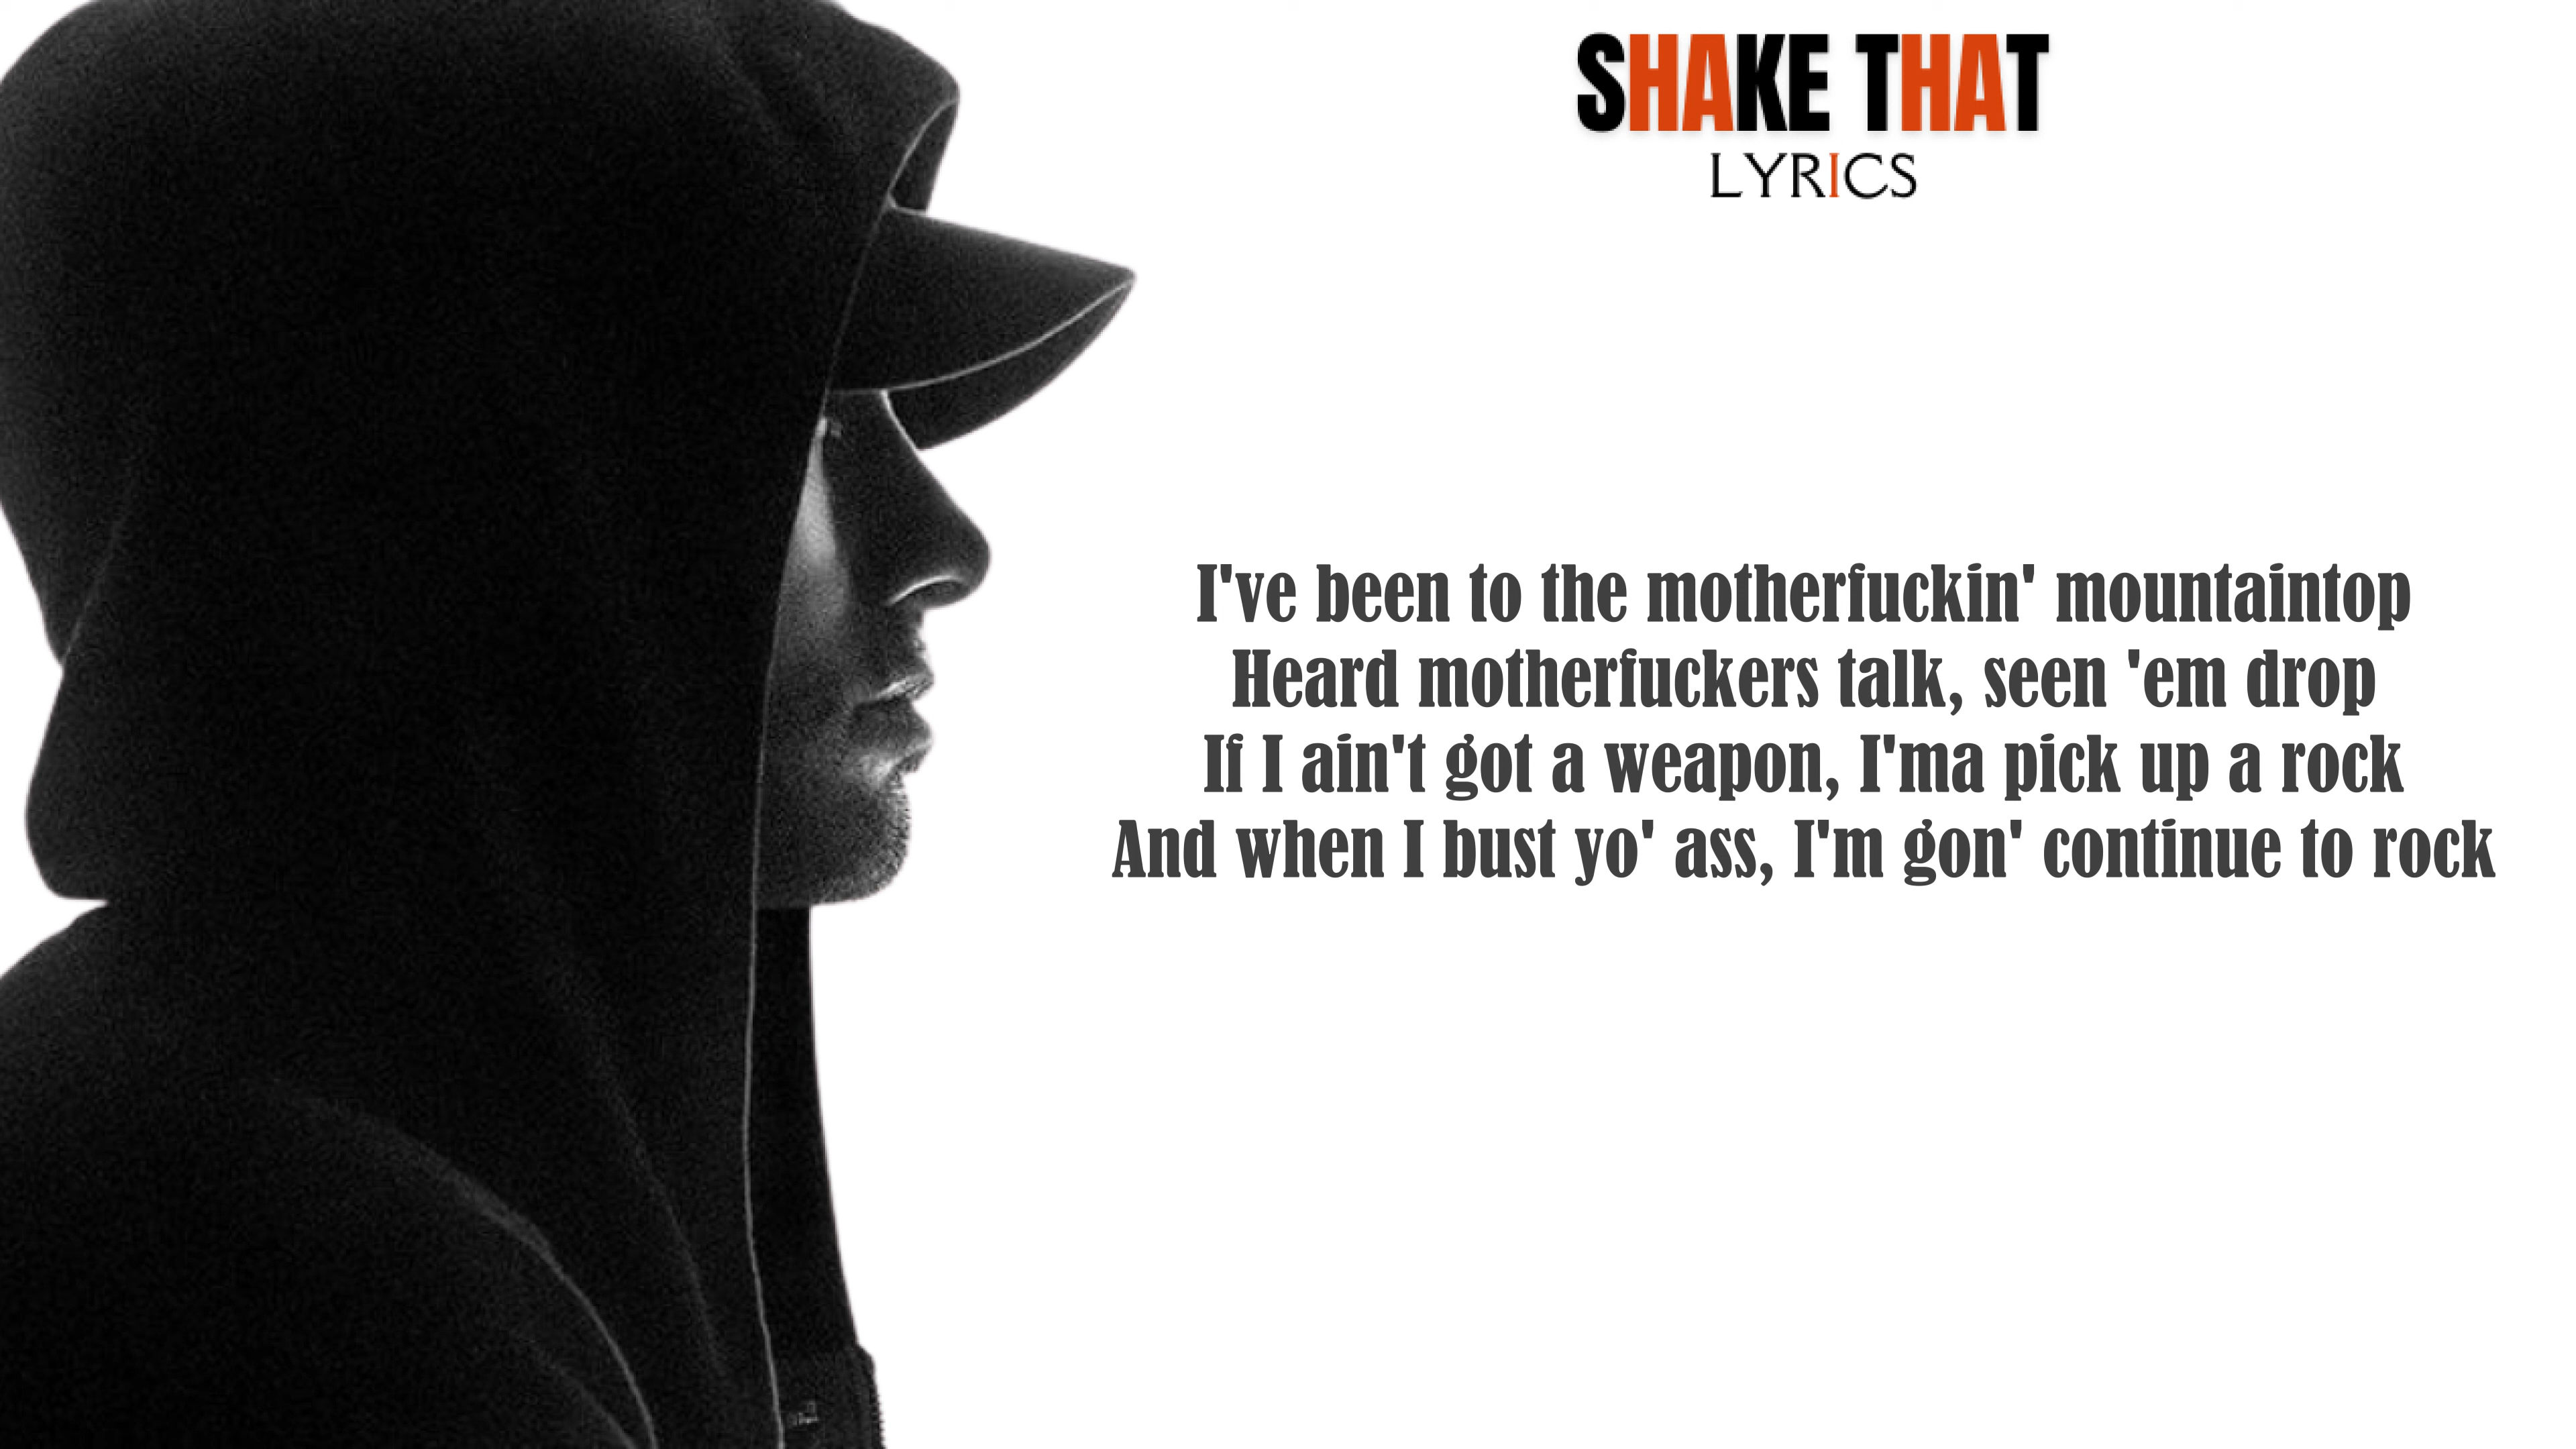 SHAKE THAT
LYRICS
I've been to the motherfuckin' mountaintop
Heard motherfuckers talk, seen 'em drop
If I ain't got a weapon, I'ma pick up a rock
And when I bust yo' ass, I'm gon' continue to rock